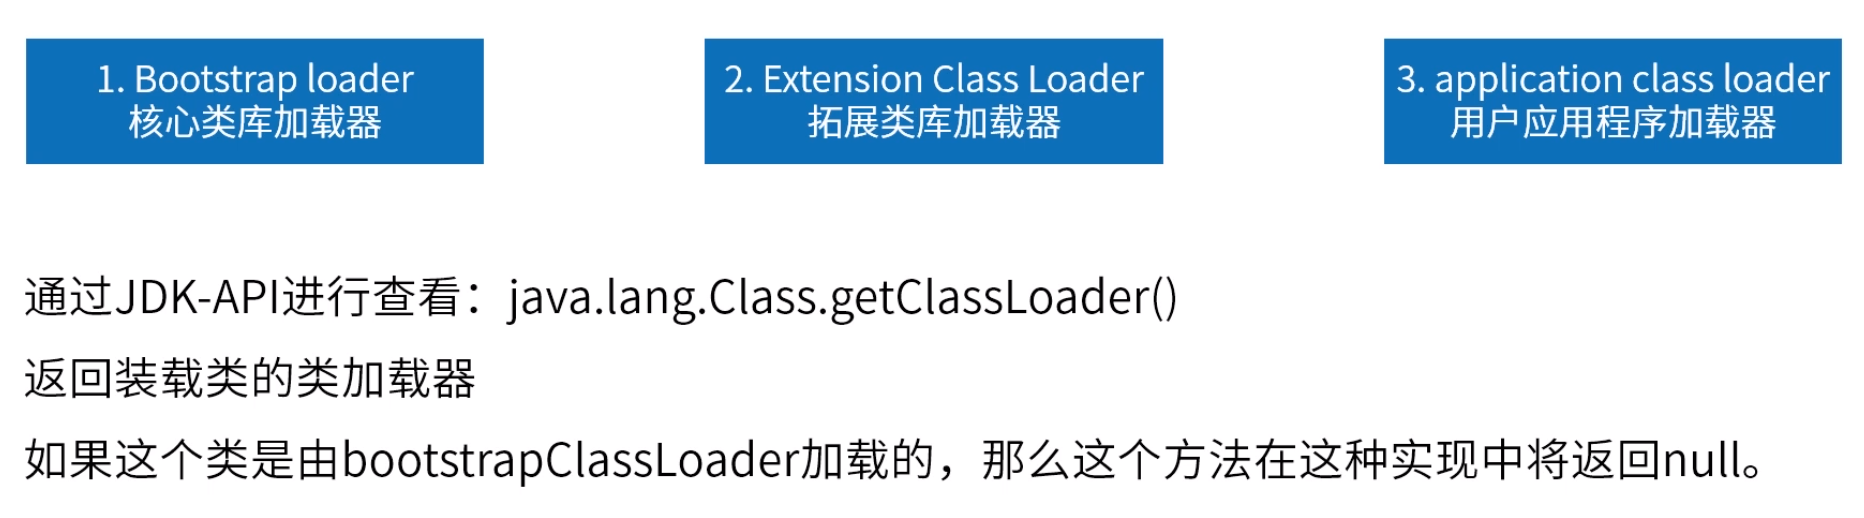 1. Bootstrap loader
核心类库加载器
2. Extension Class Loader
拓展类库加载器
3. application class loader
用户应用程序加载器
通过JDK-API进行查看：java.lang.Class.getClassLoader()
返回装载类的类加载器
如果这个类是由bootstrapClassLoader加载的，那么这个方法在这种实现中将返回null。